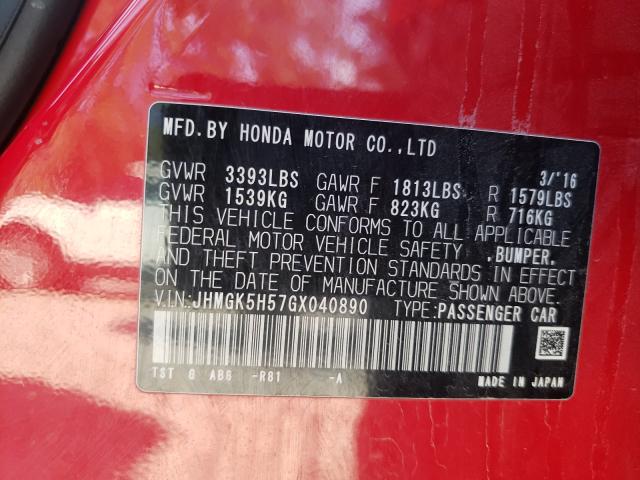 MFD.BY HONDA MOTOR CO.,LTD
3/'16
GVWR 3393LBS GAWR F 1813LBS R 1579LBS
GVWR 1539KG GAWR F 823KG R 716KG
THIS VEHICLE CONFORMS TO ALL APPLICABLE
FEDERAL MOTOR VEHICLE SAFETY ,BUMPER,
AND THEFT PREVENTION STANDARDS IN EFFECT
ON THE DATE OF MANUFACTURE SHOWN ABOVE.
V.IN:JHMGK5H57GX040890 TYPE:PASSENGER CAR
TST G AB6 -R81 -A MADE IN JAPAN